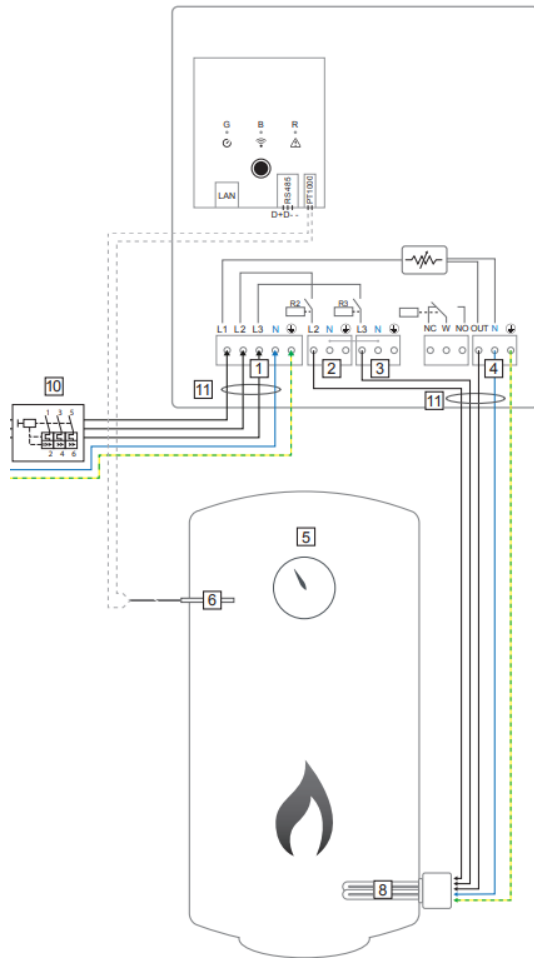 G B R
LAN
RS485
PT1000
D+D- -
R2 R3
L1 L2 L3 N L2 N L3 N NC W NO OUT N
1 2 3 4
10
11
11
1 3 5
2 4 6
5
6
8